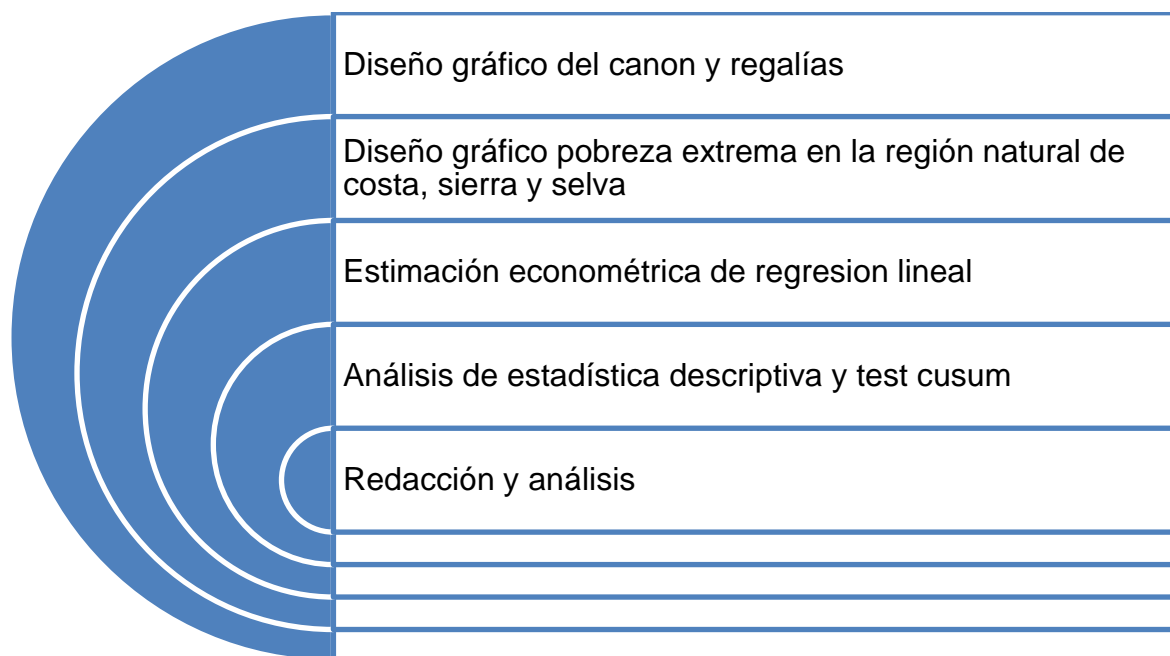 Diseño gráfico del canon y regalías
Diseño gráfico pobreza extrema en la región natural de
costa, sierra y selva
Estimación econométrica de regresion lineal
Análisis de estadística descriptiva y test cusum
Redacción y análisis